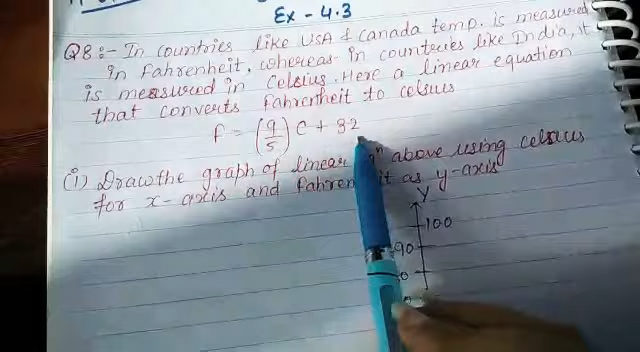 Ex - 4.3
Q8:- In countries like USA & Canada temp. is measured
in Fahrenheit, whereas in countries like India, it
is measured in Celsius. Here a linear equation
that converts Fahrenheit to celsius
F = (9/5) C + 32
(i) Draw the graph of linear above using celsius
for x-axis and Fahrenheit as y-axis
Y
100
90